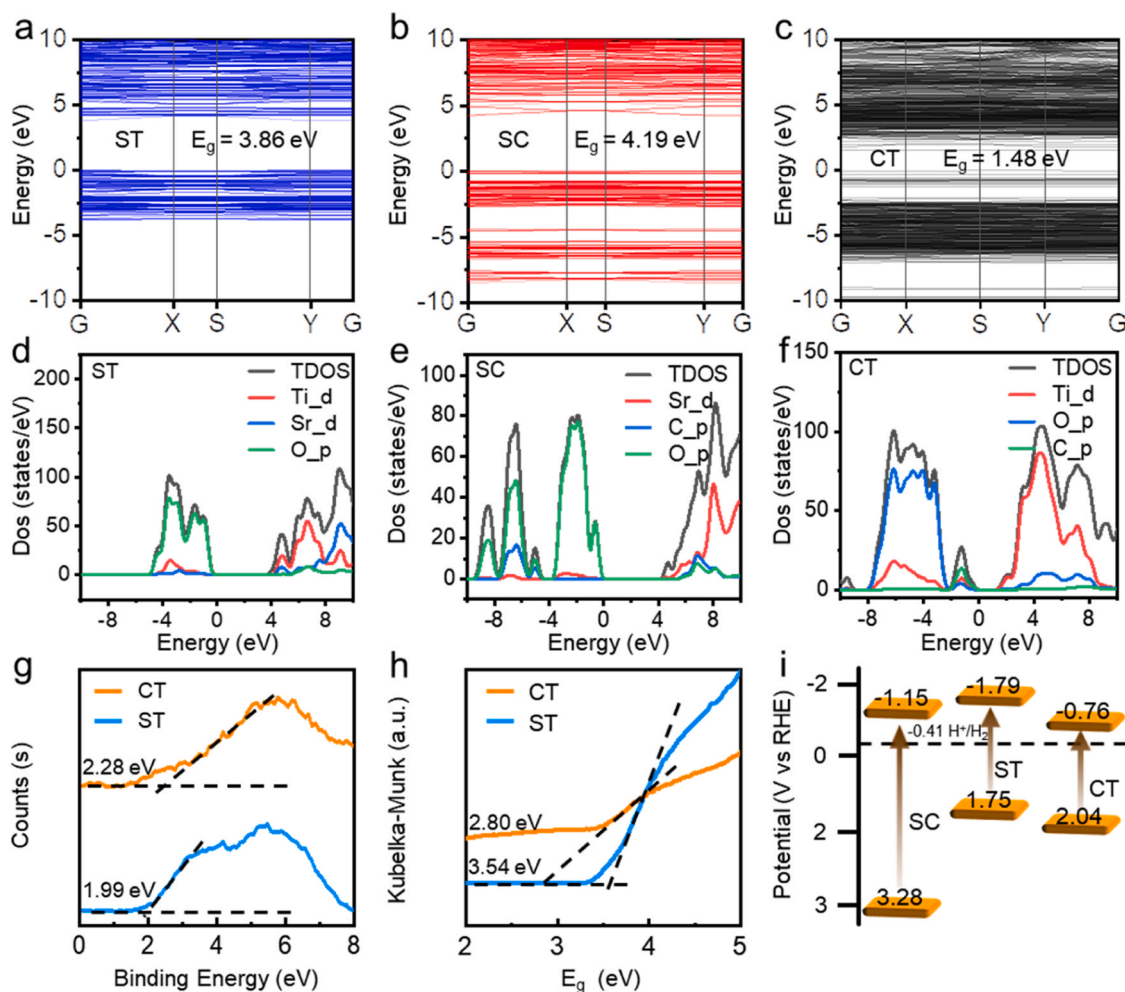 a
10
5
0
-5
-10
Energy (eV)
ST E_g = 3.86 eV
G X S Y G
b
10
5
0
-5
-10
Energy (eV)
SC E_g = 4.19 eV
G X S Y G
c
10
5
0
-5
-10
Energy (eV)
CT E_g = 1.48 eV
G X S Y G
d
ST
TDOS
Ti_d
Sr_d
O_p
200
150
100
50
0
Dos (states/eV)
-8 -4 0 4 8
Energy (eV)
e
SC
TDOS
Sr_d
C_p
O_p
100
80
60
40
20
0
Dos (states/eV)
-8 -4 0 4 8
Energy (eV)
f
CT
TDOS
Ti_d
O_p
C_p
150
100
50
0
Dos (states/eV)
-8 -4 0 4 8
Energy (eV)
g
CT
ST
2.28 eV
1.99 eV
Counts (s)
0 2 4 6 8
Binding Energy (eV)
h
CT
ST
2.80 eV
3.54 eV
Kubelka-Munk (a.u.)
2 3 4 5
E_g (eV)
i
-2
0
2
3
Potential (V vs RHE)
-1.15
-1.79
-0.76
-0.41 H⁺/H₂
ST
1.75
CT
2.04
SC
3.28